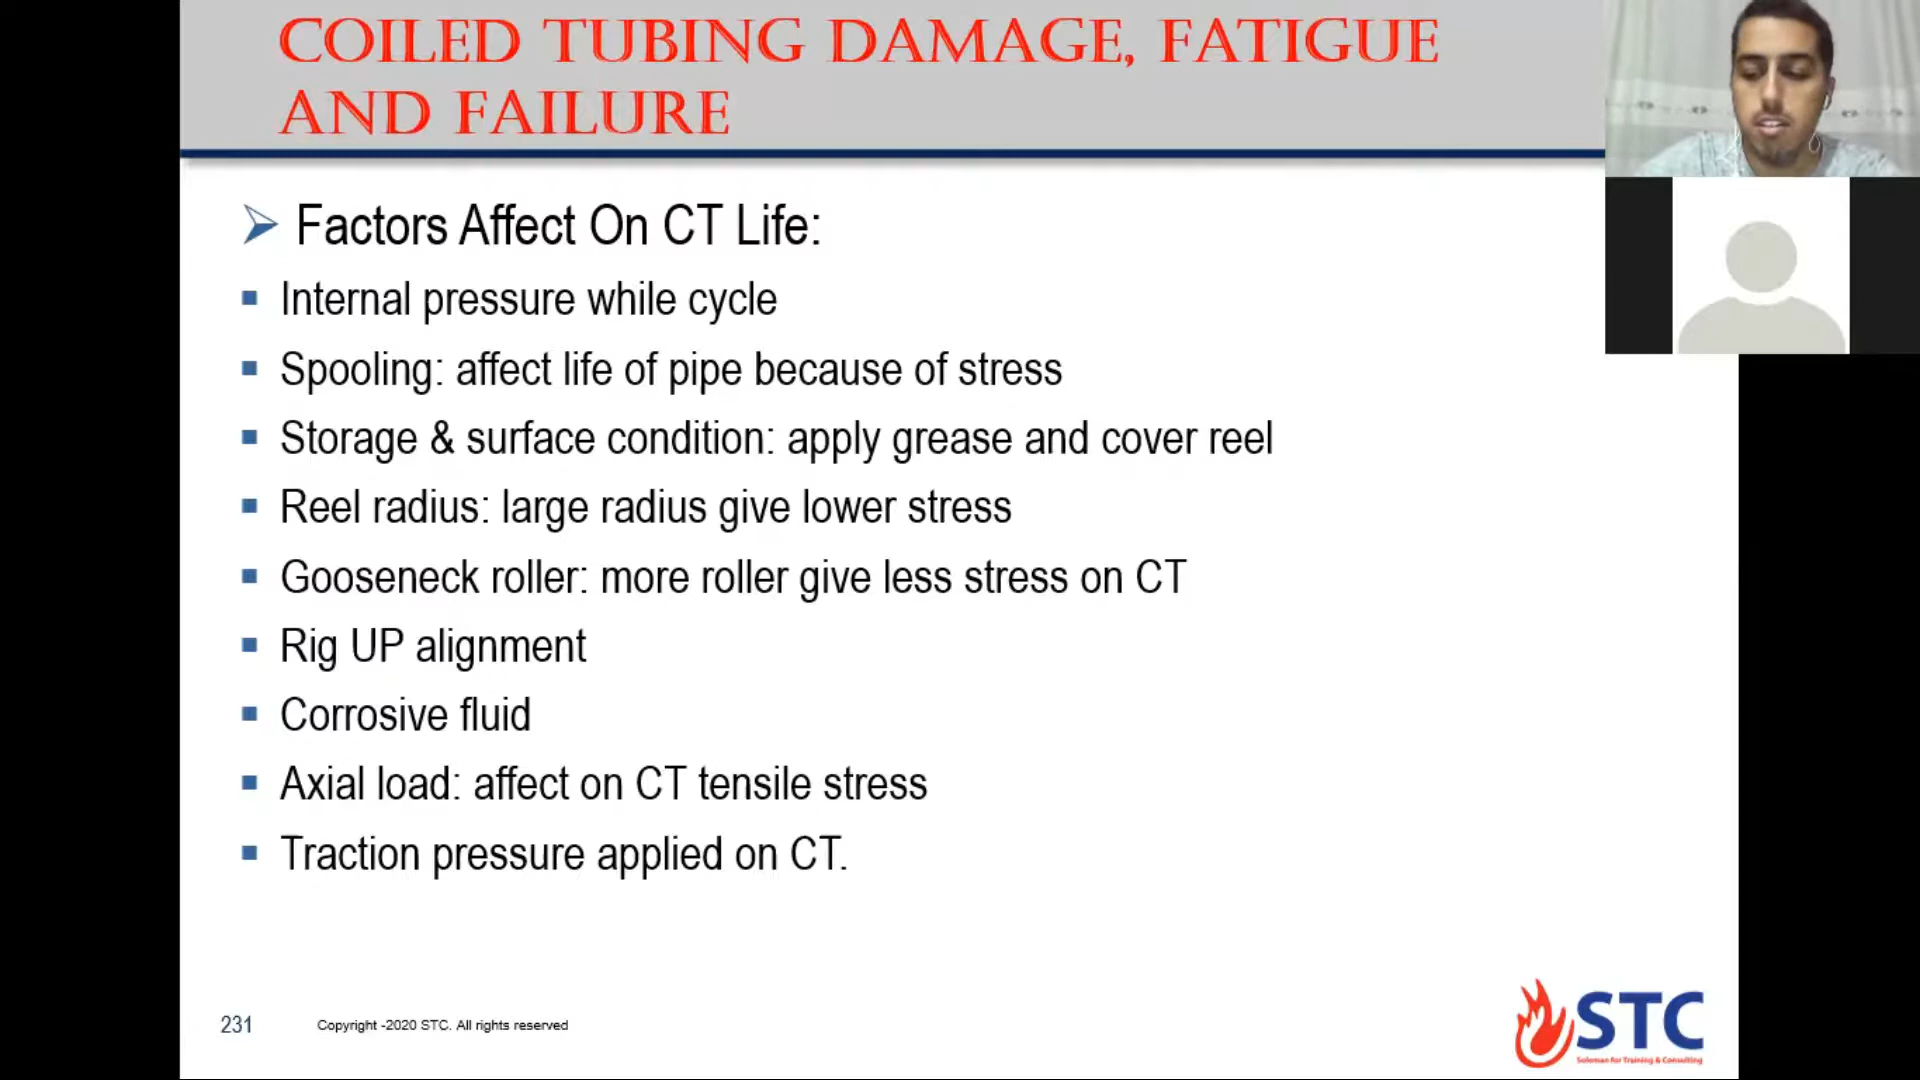 COILED TUBING DAMAGE, FATIGUE
AND FAILURE
Factors Affect On CT Life:
Internal pressure while cycle
Spooling: affect life of pipe because of stress
Storage & surface condition: apply grease and cover reel
Reel radius: large radius give lower stress
Gooseneck roller: more roller give less stress on CT
Rig UP alignment
Corrosive fluid
Axial load: affect on CT tensile stress
Traction pressure applied on CT.
231
Copyright -2020 STC. All rights reserved
STC
Soleman for Training & Consulting